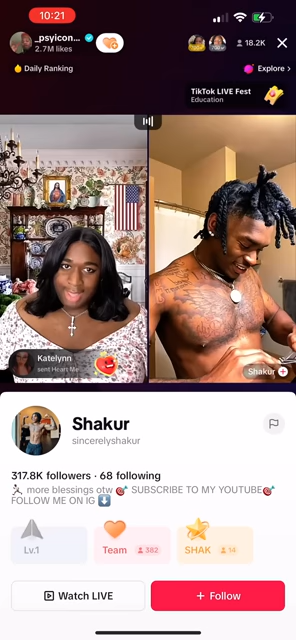 10:21
_psyicon...
2.7M likes
18.2K
Daily Ranking
Explore >
TikTok LIVE Fest
Education
Katelynn
sent Hears Me
Shakur
Shakur
sincerelyshakur
317.8K followers · 68 following
more blessings otw 🎯 SUBSCRIBE TO MY YOUTUBE🎯
FOLLOW ME ON IG ⬇️
Lv.1
Team 382
SHAK 14
Watch LIVE
+ Follow